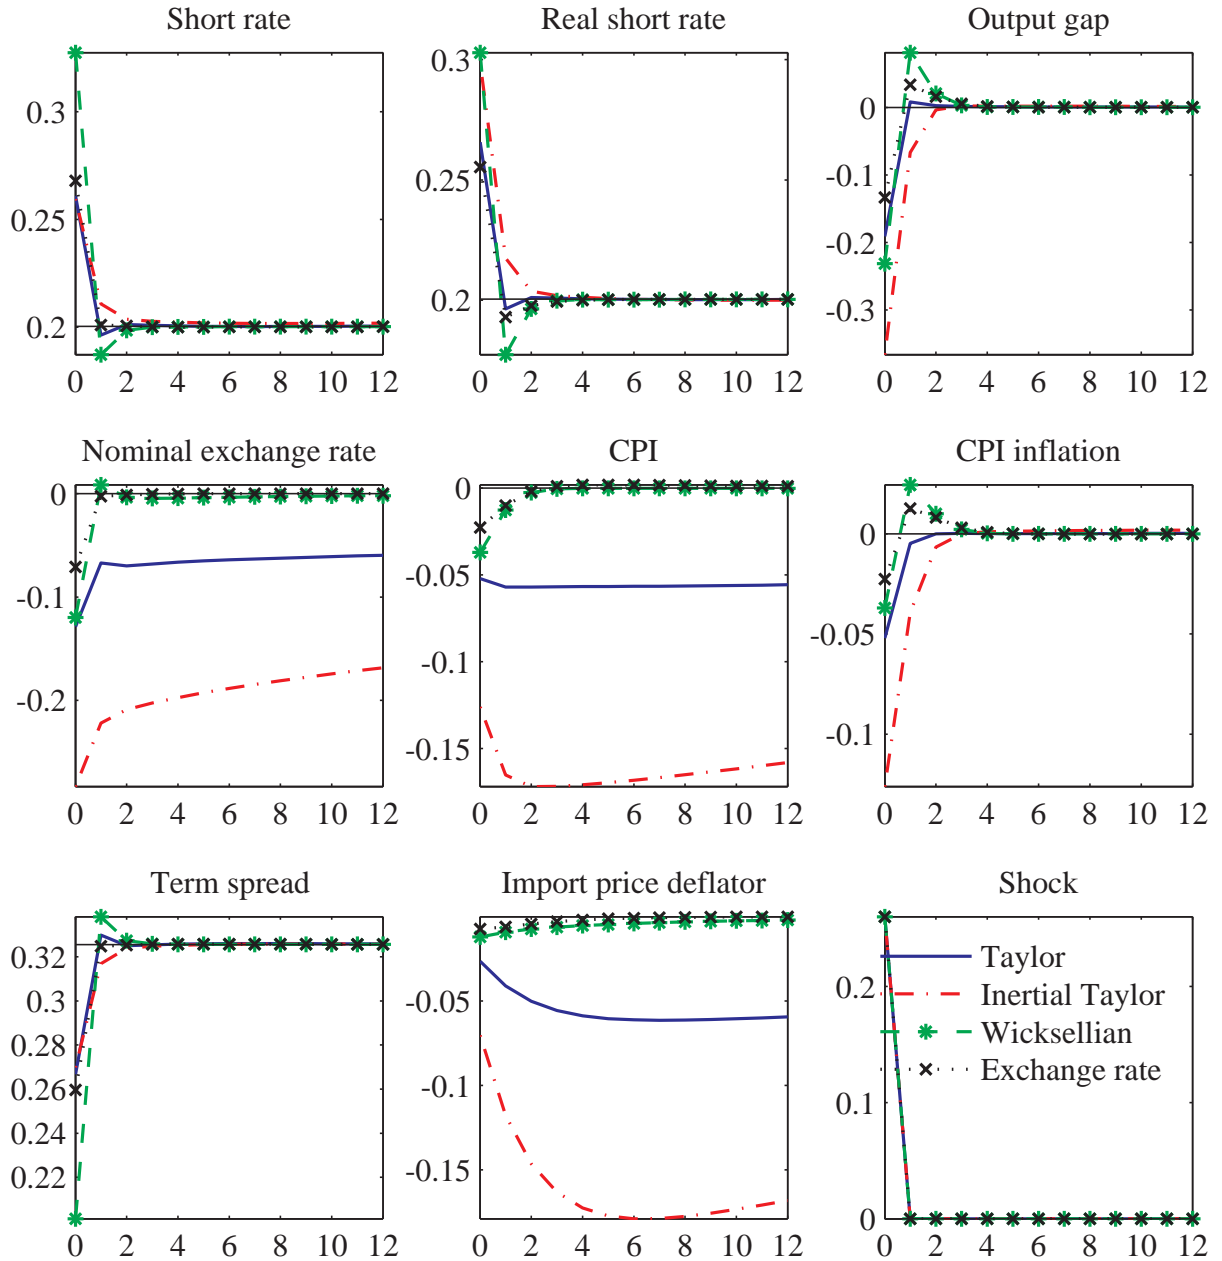 Short rate
Real short rate
Output gap
0.3
0.25
0.2
0 2 4 6 8 10 12
0.3
0.25
0.2
0 2 4 6 8 10 12
0
-0.1
-0.2
-0.3
0 2 4 6 8 10 12
Nominal exchange rate
CPI
CPI inflation
0
-0.1
-0.2
0 2 4 6 8 10 12
0
-0.05
-0.1
-0.15
0 2 4 6 8 10 12
0
-0.05
-0.1
0 2 4 6 8 10 12
Term spread
Import price deflator
Shock
0.32
0.3
0.28
0.26
0.24
0.22
0 2 4 6 8 10 12
-0.05
-0.1
-0.15
0 2 4 6 8 10 12
0.2
0.1
0
0 2 4 6 8 10 12
Taylor
Inertial Taylor
Wicksellian
Exchange rate